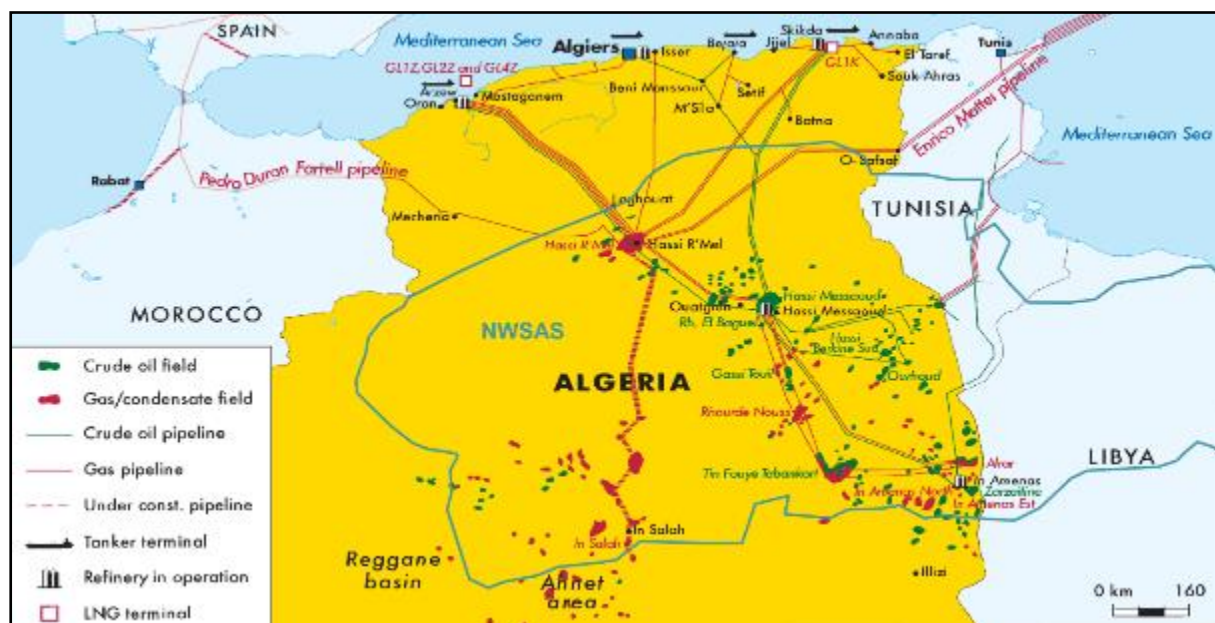 SPAIN
Mediterranean Sea
Algiers
Isser
Bejaia
Jijel
Skikda
Annaba
El Taref
Tunis
GL1Z,GL2Z and GL4Z
GL1K
Souk-Ahras
Arzew
Mostaganem
Oran
Beni Manssour
Setif
M'Sila
Batna
Enrico Mattei pipeline
Mediterranean Sea
O-Safsaf
Rabat
Pedro Duran Farrell pipeline
Laghouat
Mecheria
TUNISIA
Hassi R'Mel
Hassi R'Mel
MOROCCO
NWSAS
Hassi Messaoud
Hassi Messaoud
Rh. El Baguel
Hassi
Berkine Sud
ALGERIA
Gassi Touil
Ourhoud
Rhourde Nouss
LIBYA
Tin Fouye Tabankort
Alrar
In Amenas
In Amenas North
Zarzaitine
In Amenas Est
In Salah
In Salah
Reggane
basin
Ahnet
area
Illizi
0 km 160
Crude oil field
Gas/condensate field
Crude oil pipeline
Gas pipeline
Under const. pipeline
Tanker terminal
Refinery in operation
LNG terminal